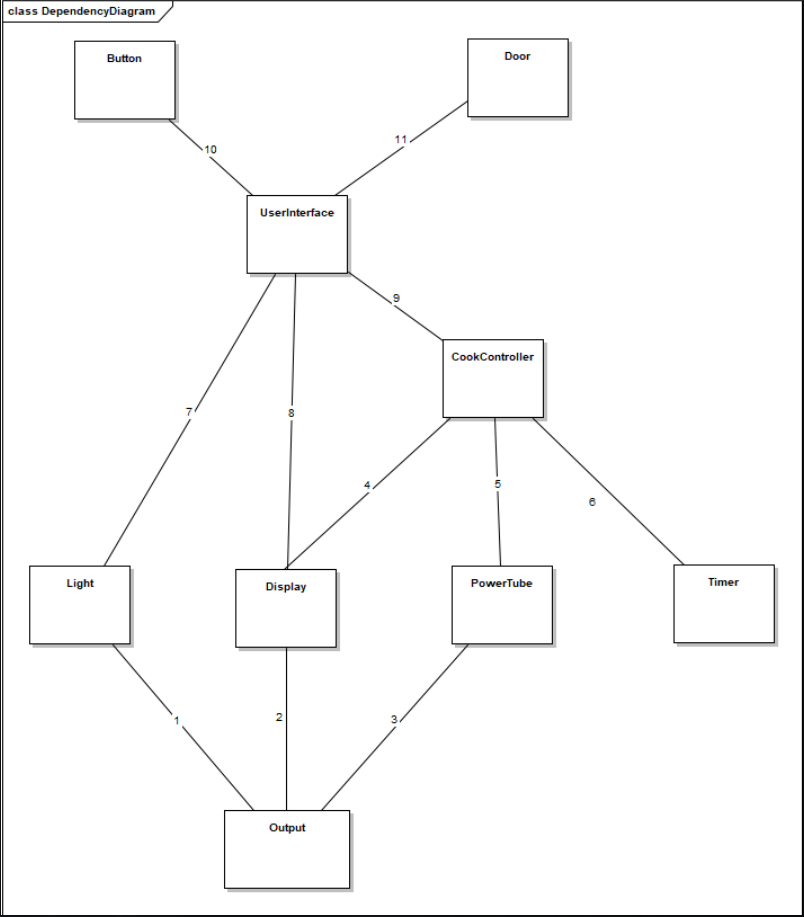 class DependencyDiagram
Button
Door
10
11
UserInterface
9
CookController
7
8
4
5
6
Light
Display
PowerTube
Timer
1
2
3
Output